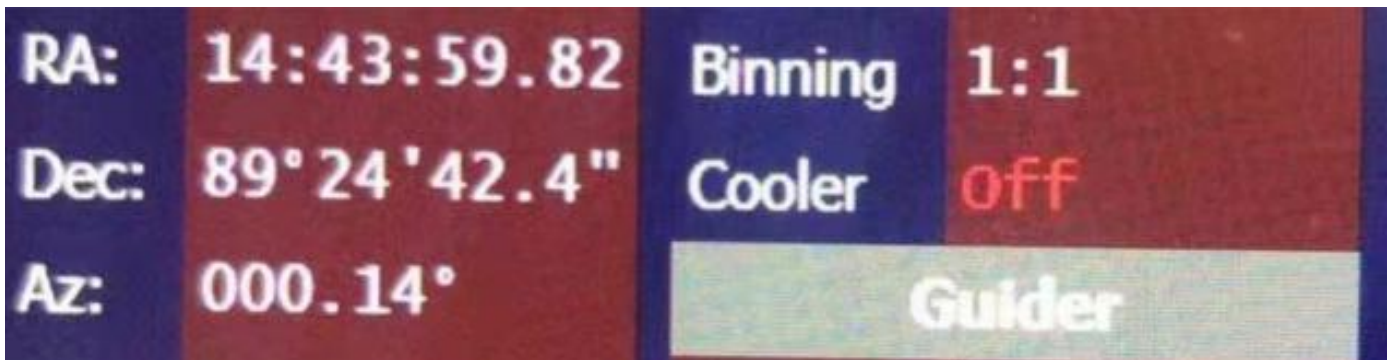 RA: 14:43:59.82
Dec: 89°24'42.4"
Az: 000.14°
Binning 1:1
Cooler off
Guider